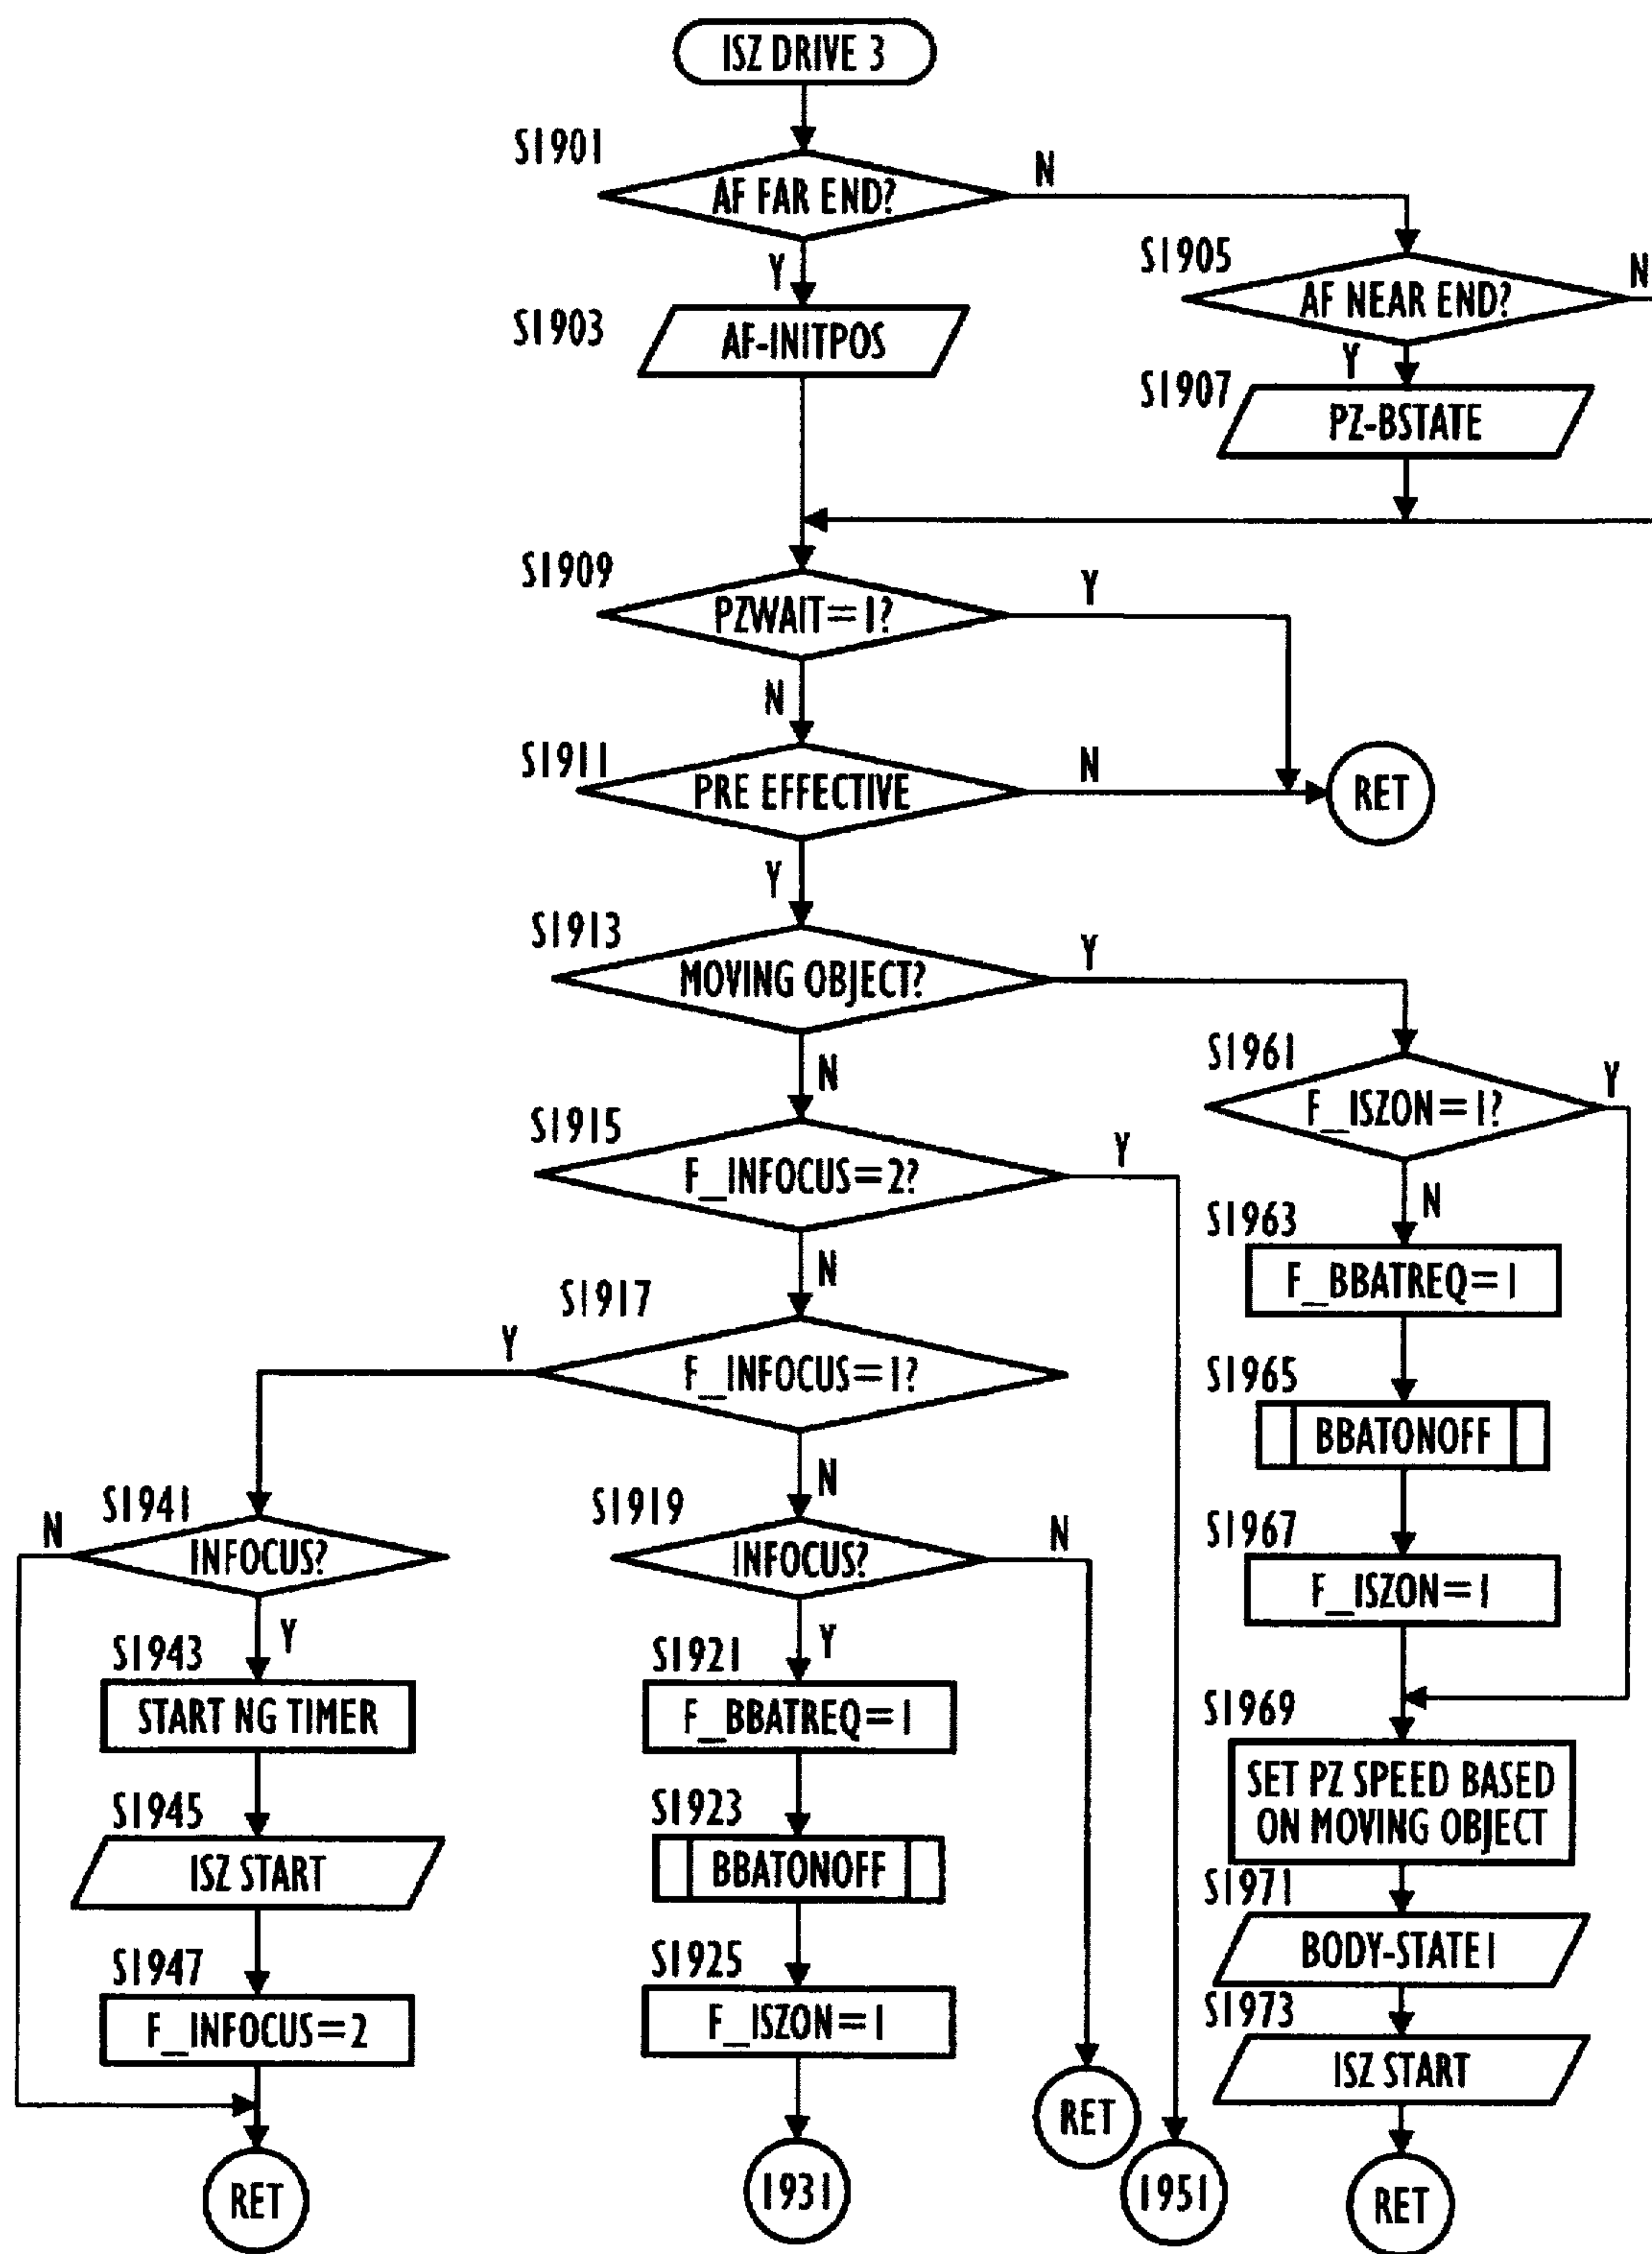 ISZ DRIVE 3
S1901
AF FAR END?
N
Y
S1903
AF-INITPOS
S1905
AF NEAR END?
N
Y
S1907
PZ-BSTATE
S1909
PZWAIT=1?
Y
N
S1911
PRE EFFECTIVE
N
RET
Y
S1913
MOVING OBJECT?
Y
N
S1915
F_INFOCUS=2?
Y
N
S1917
F_INFOCUS=1?
Y
N
S1941
N
INFOCUS?
Y
S1943
START NG TIMER
S1945
ISZ START
S1947
F_INFOCUS=2
RET
S1919
INFOCUS?
N
Y
S1921
F_BBATREQ=1
S1923
BBATONOFF
S1925
F_ISZON=1
1931
RET
1951
S1961
F_ISZON=1?
Y
N
S1963
F_BBATREQ=1
S1965
BBATONOFF
S1967
F_ISZON=1
S1969
SET PZ SPEED BASED
ON MOVING OBJECT
S1971
BODY-STATE1
S1973
ISZ START
RET